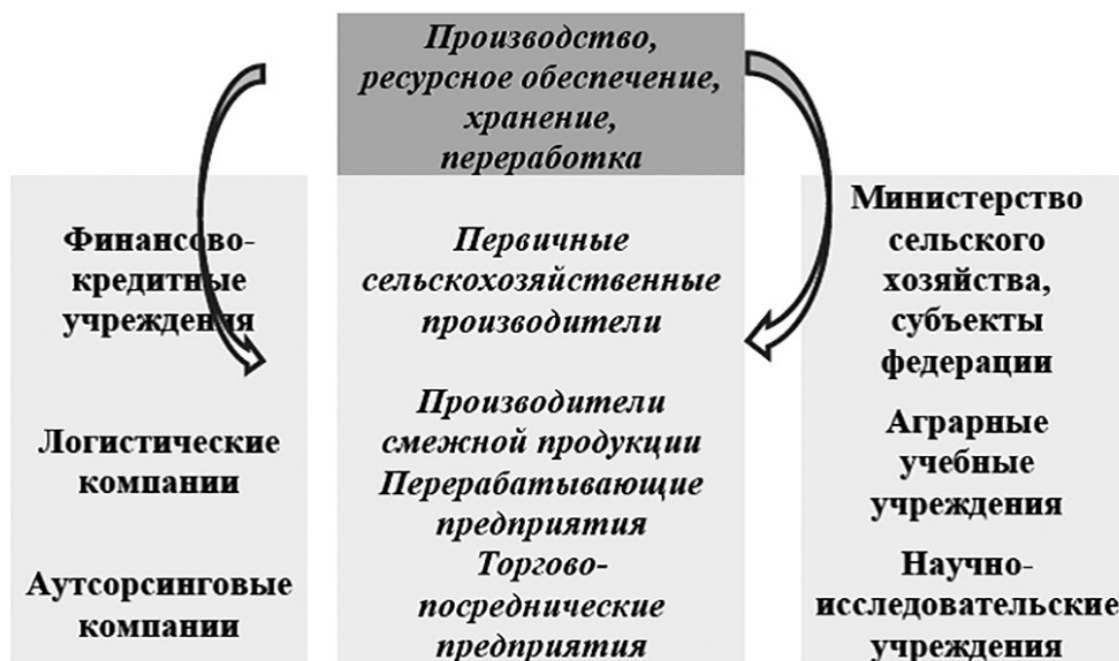 Производство,
ресурсное обеспечение,
хранение,
переработка
Финансово-
кредитные
учреждения
Логистические
компании
Аутсорсинговые
компании
Первичные
сельскохозяйственные
производители
Производители
смежной продукции
Перерабатывающие
предприятия
Торгово-
посреднические
предприятия
Министерство
сельского
хозяйства,
субъекты
федерации
Аграрные
учебные
учреждения
Научно-
исследовательские
учреждения